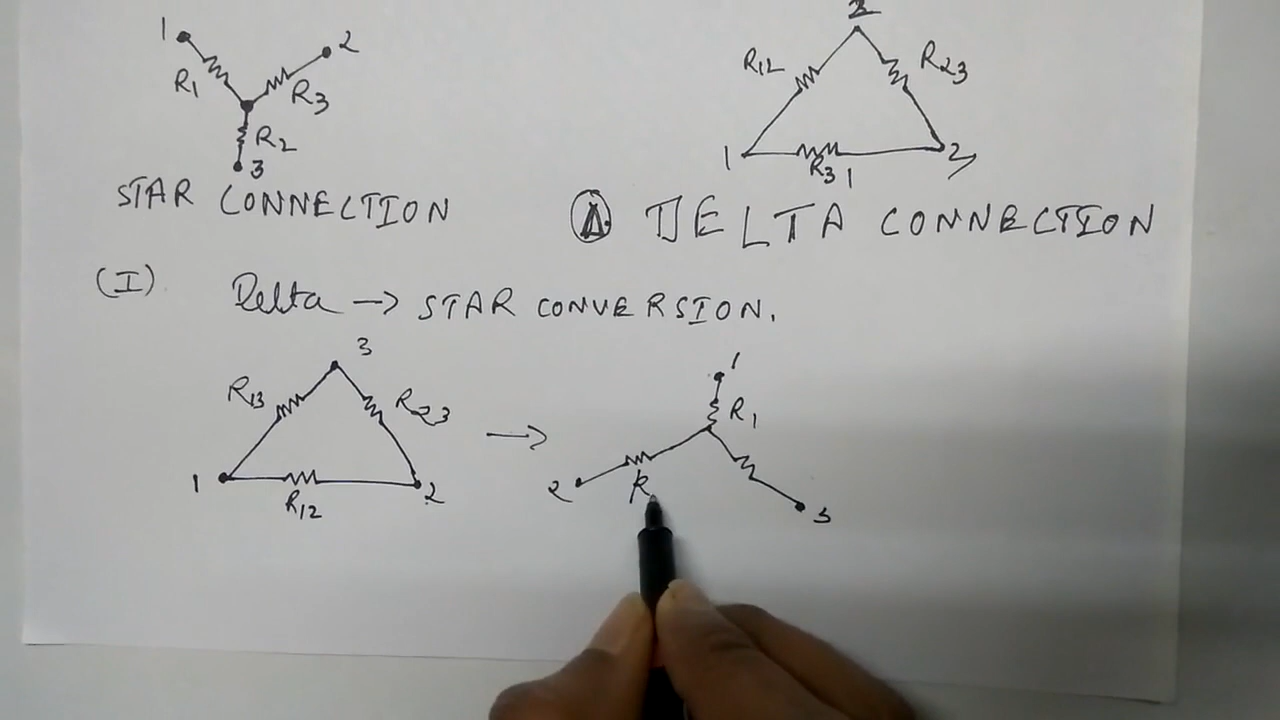 1 2 2
R1 R3 R12 R23
R2
3 1 R31 3
STAR CONNECTION Δ DELTA CONNECTION
(I) Delta → STAR CONVERSION.
3 1
R13 R23 → R1
1 R12 2 2 R 3